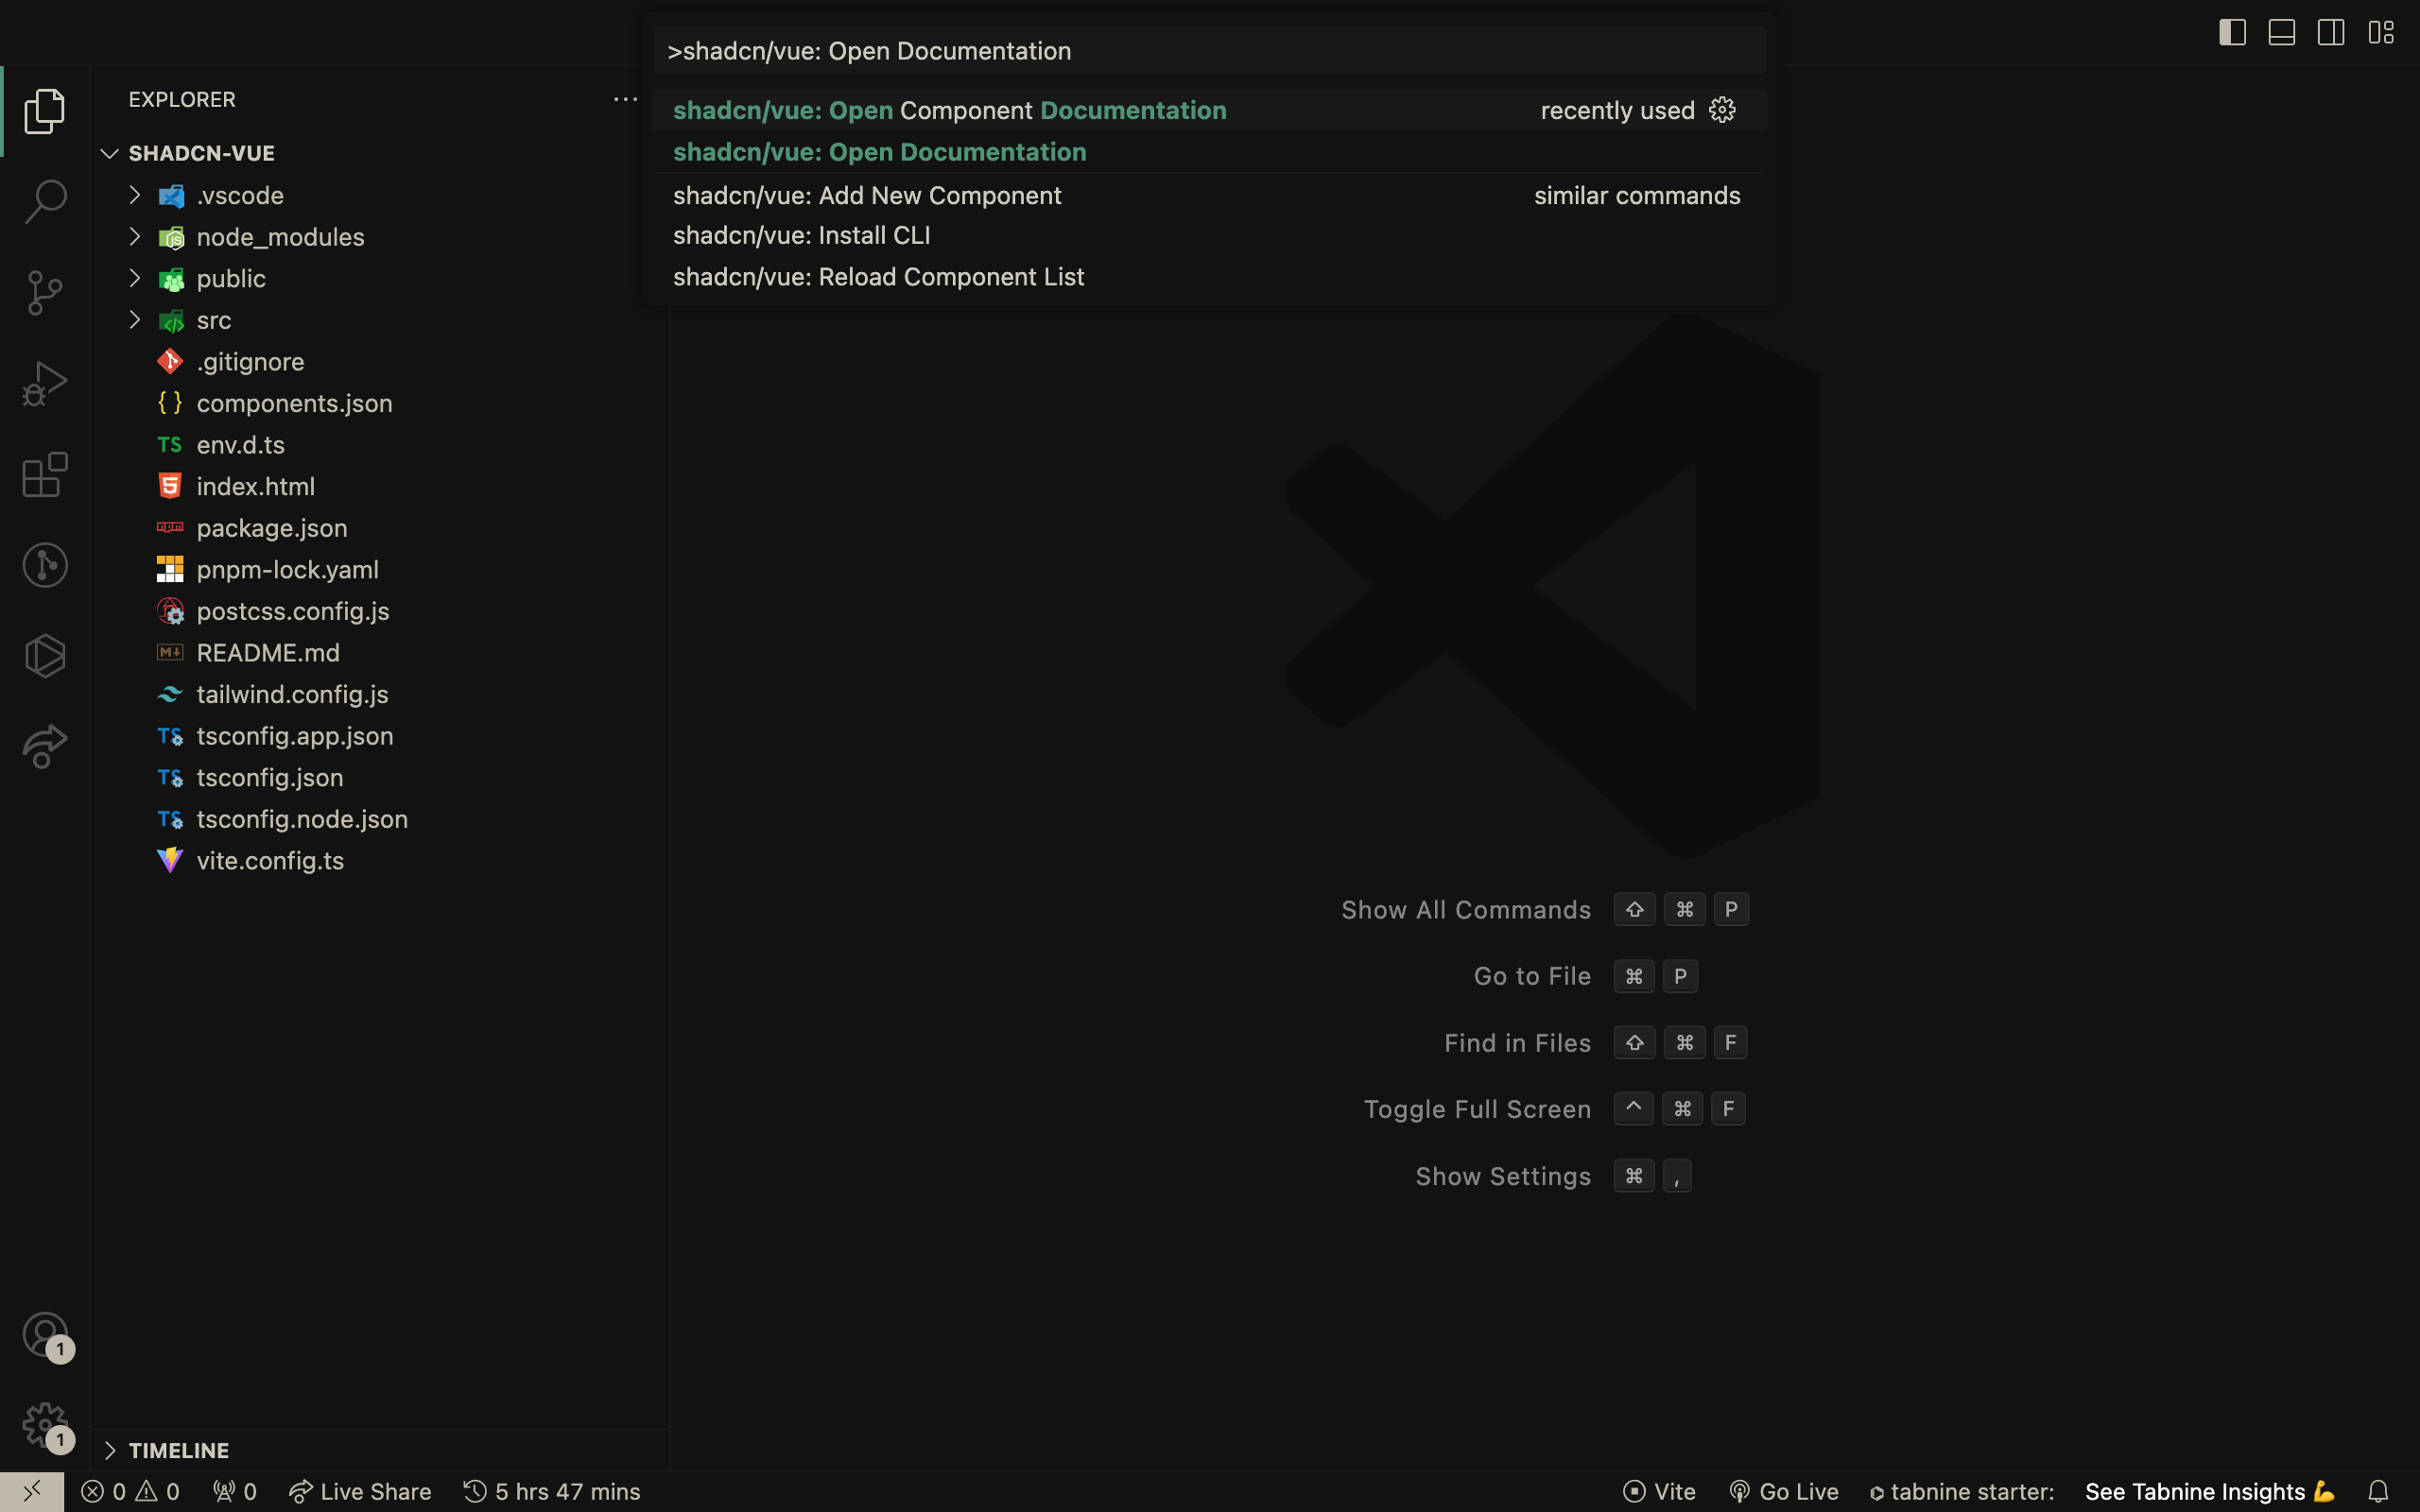 >shadcn/vue: Open Documentation
shadcn/vue: Open Component Documentation recently used
shadcn/vue: Open Documentation
shadcn/vue: Add New Component similar commands
shadcn/vue: Install CLI
shadcn/vue: Reload Component List
EXPLORER
SHADCN-VUE
.vscode
node_modules
public
src
.gitignore
components.json
env.d.ts
index.html
package.json
pnpm-lock.yaml
postcss.config.js
README.md
tailwind.config.js
tsconfig.app.json
tsconfig.json
tsconfig.node.json
vite.config.ts
TIMELINE
Show All Commands ⇧ ⌘ P
Go to File ⌘ P
Find in Files ⇧ ⌘ F
Toggle Full Screen ^ ⌘ F
Show Settings ⌘ ,
1
1
0 0 0 Live Share 5 hrs 47 mins Vite Go Live tabnine starter: See Tabnine Insights 💪